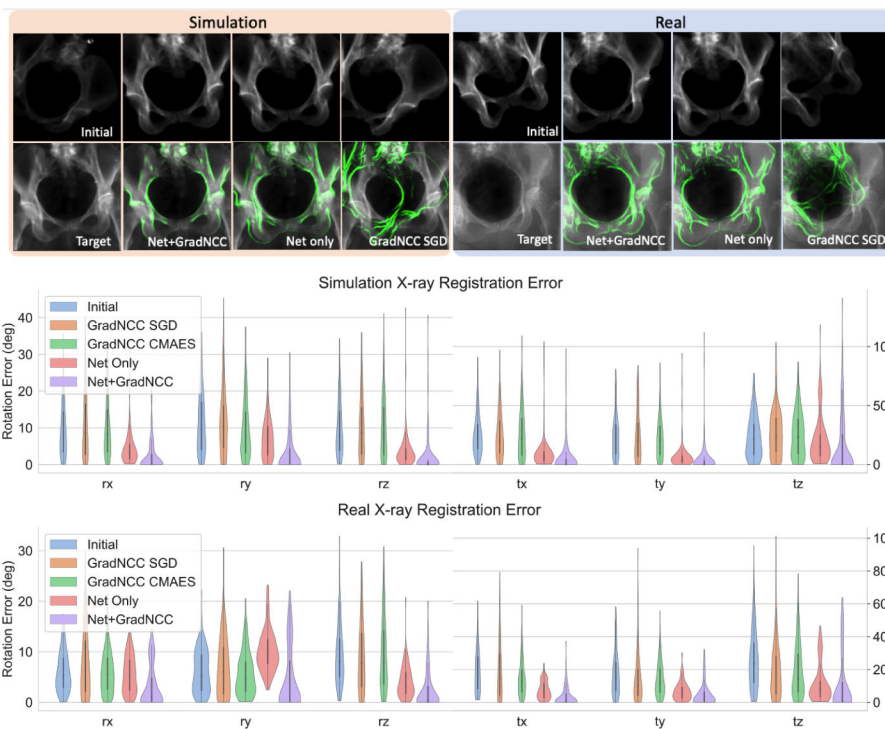 Simulation
Real
Initial
Initial
Target
Net+GradNCC
Net only
GradNCC SGD
Target
Net+GradNCC
Net only
GradNCC SGD
Simulation X-ray Registration Error
Rotation Error (deg)
40
30
20
10
0
Initial
GradNCC SGD
GradNCC CMAES
Net Only
Net+GradNCC
50
0
rx
ry
rz
tx
ty
tz
Real X-ray Registration Error
Rotation Error (deg)
30
20
10
0
Initial
GradNCC SGD
GradNCC CMAES
Net Only
Net+GradNCC
80
60
40
20
0
rx
ry
rz
tx
ty
tz